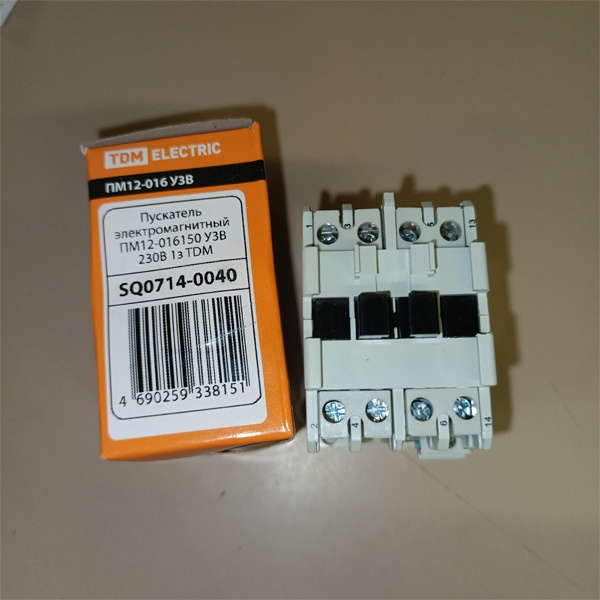 TDM ELECTRIC
ПМ12-016 У3В
Пускатель
электромагнитный
ПМ12-016150 У3В
230В 1з TDM
SQ0714-0040
4 690259 338151
1 3 5 13
2 4 6 14